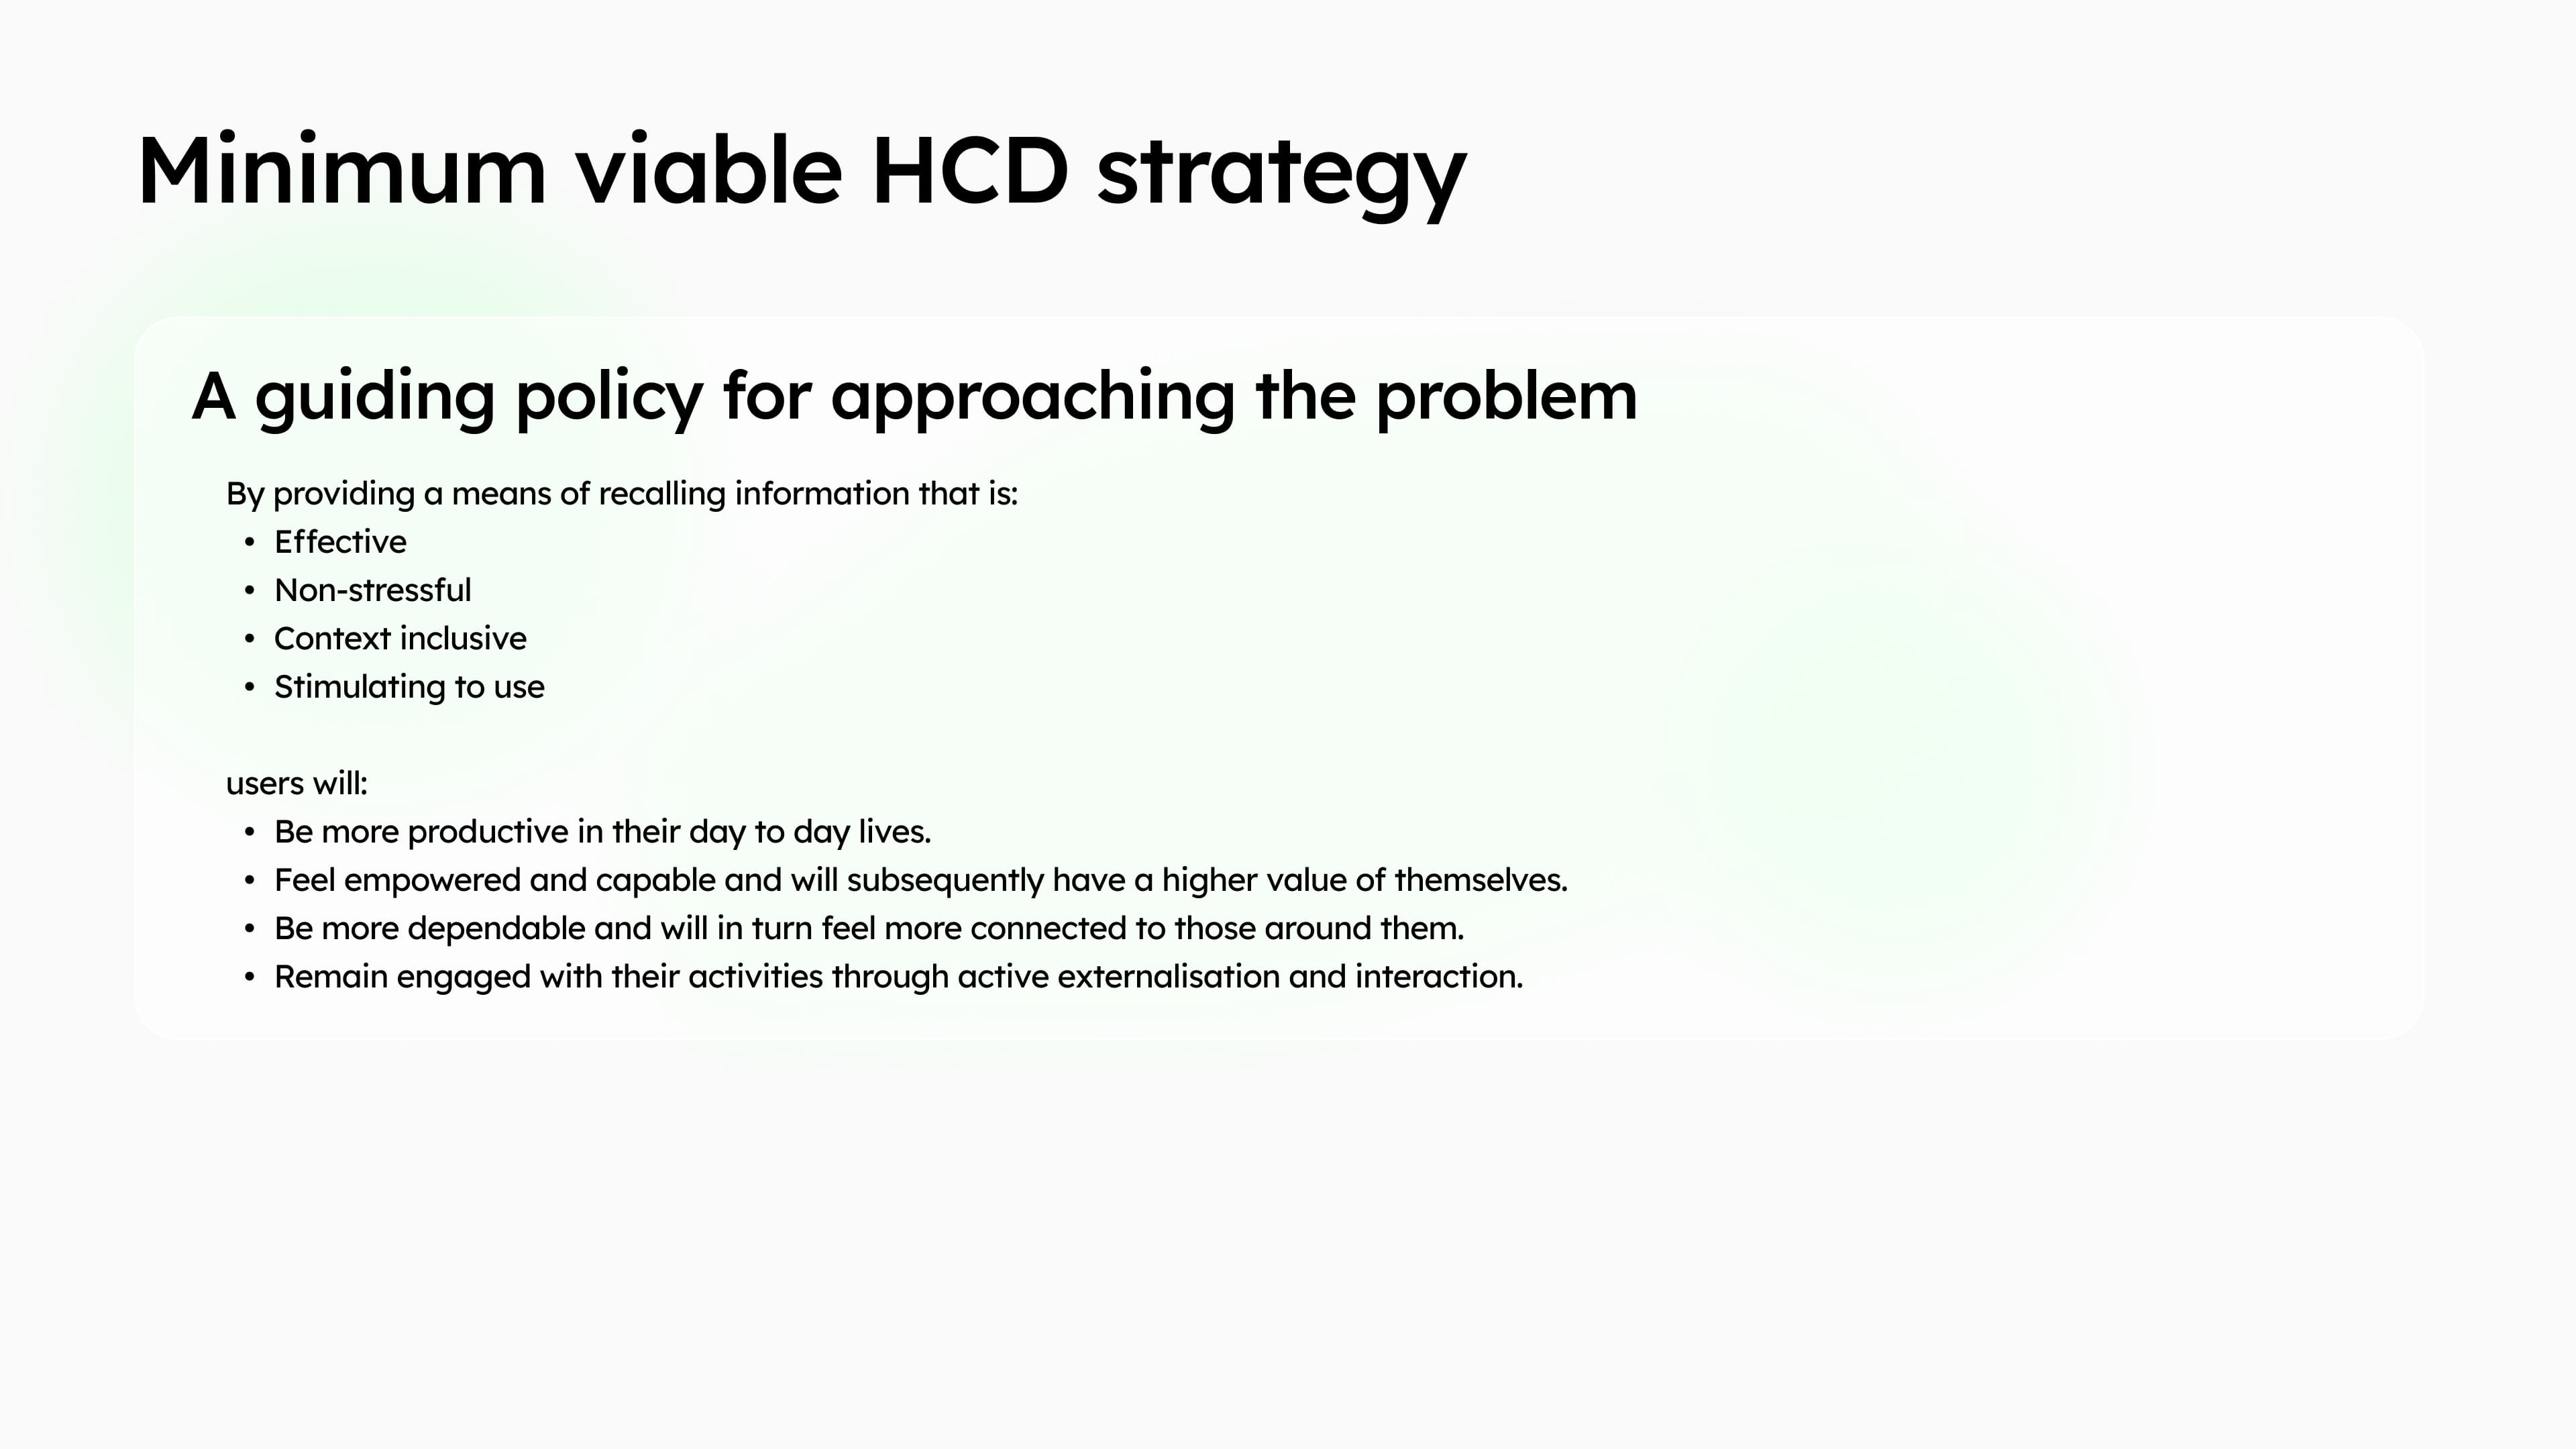 Minimum viable HCD strategy
A guiding policy for approaching the problem
By providing a means of recalling information that is:
• Effective
• Non-stressful
• Context inclusive
• Stimulating to use
users will:
• Be more productive in their day to day lives.
• Feel empowered and capable and will subsequently have a higher value of themselves.
• Be more dependable and will in turn feel more connected to those around them.
• Remain engaged with their activities through active externalisation and interaction.